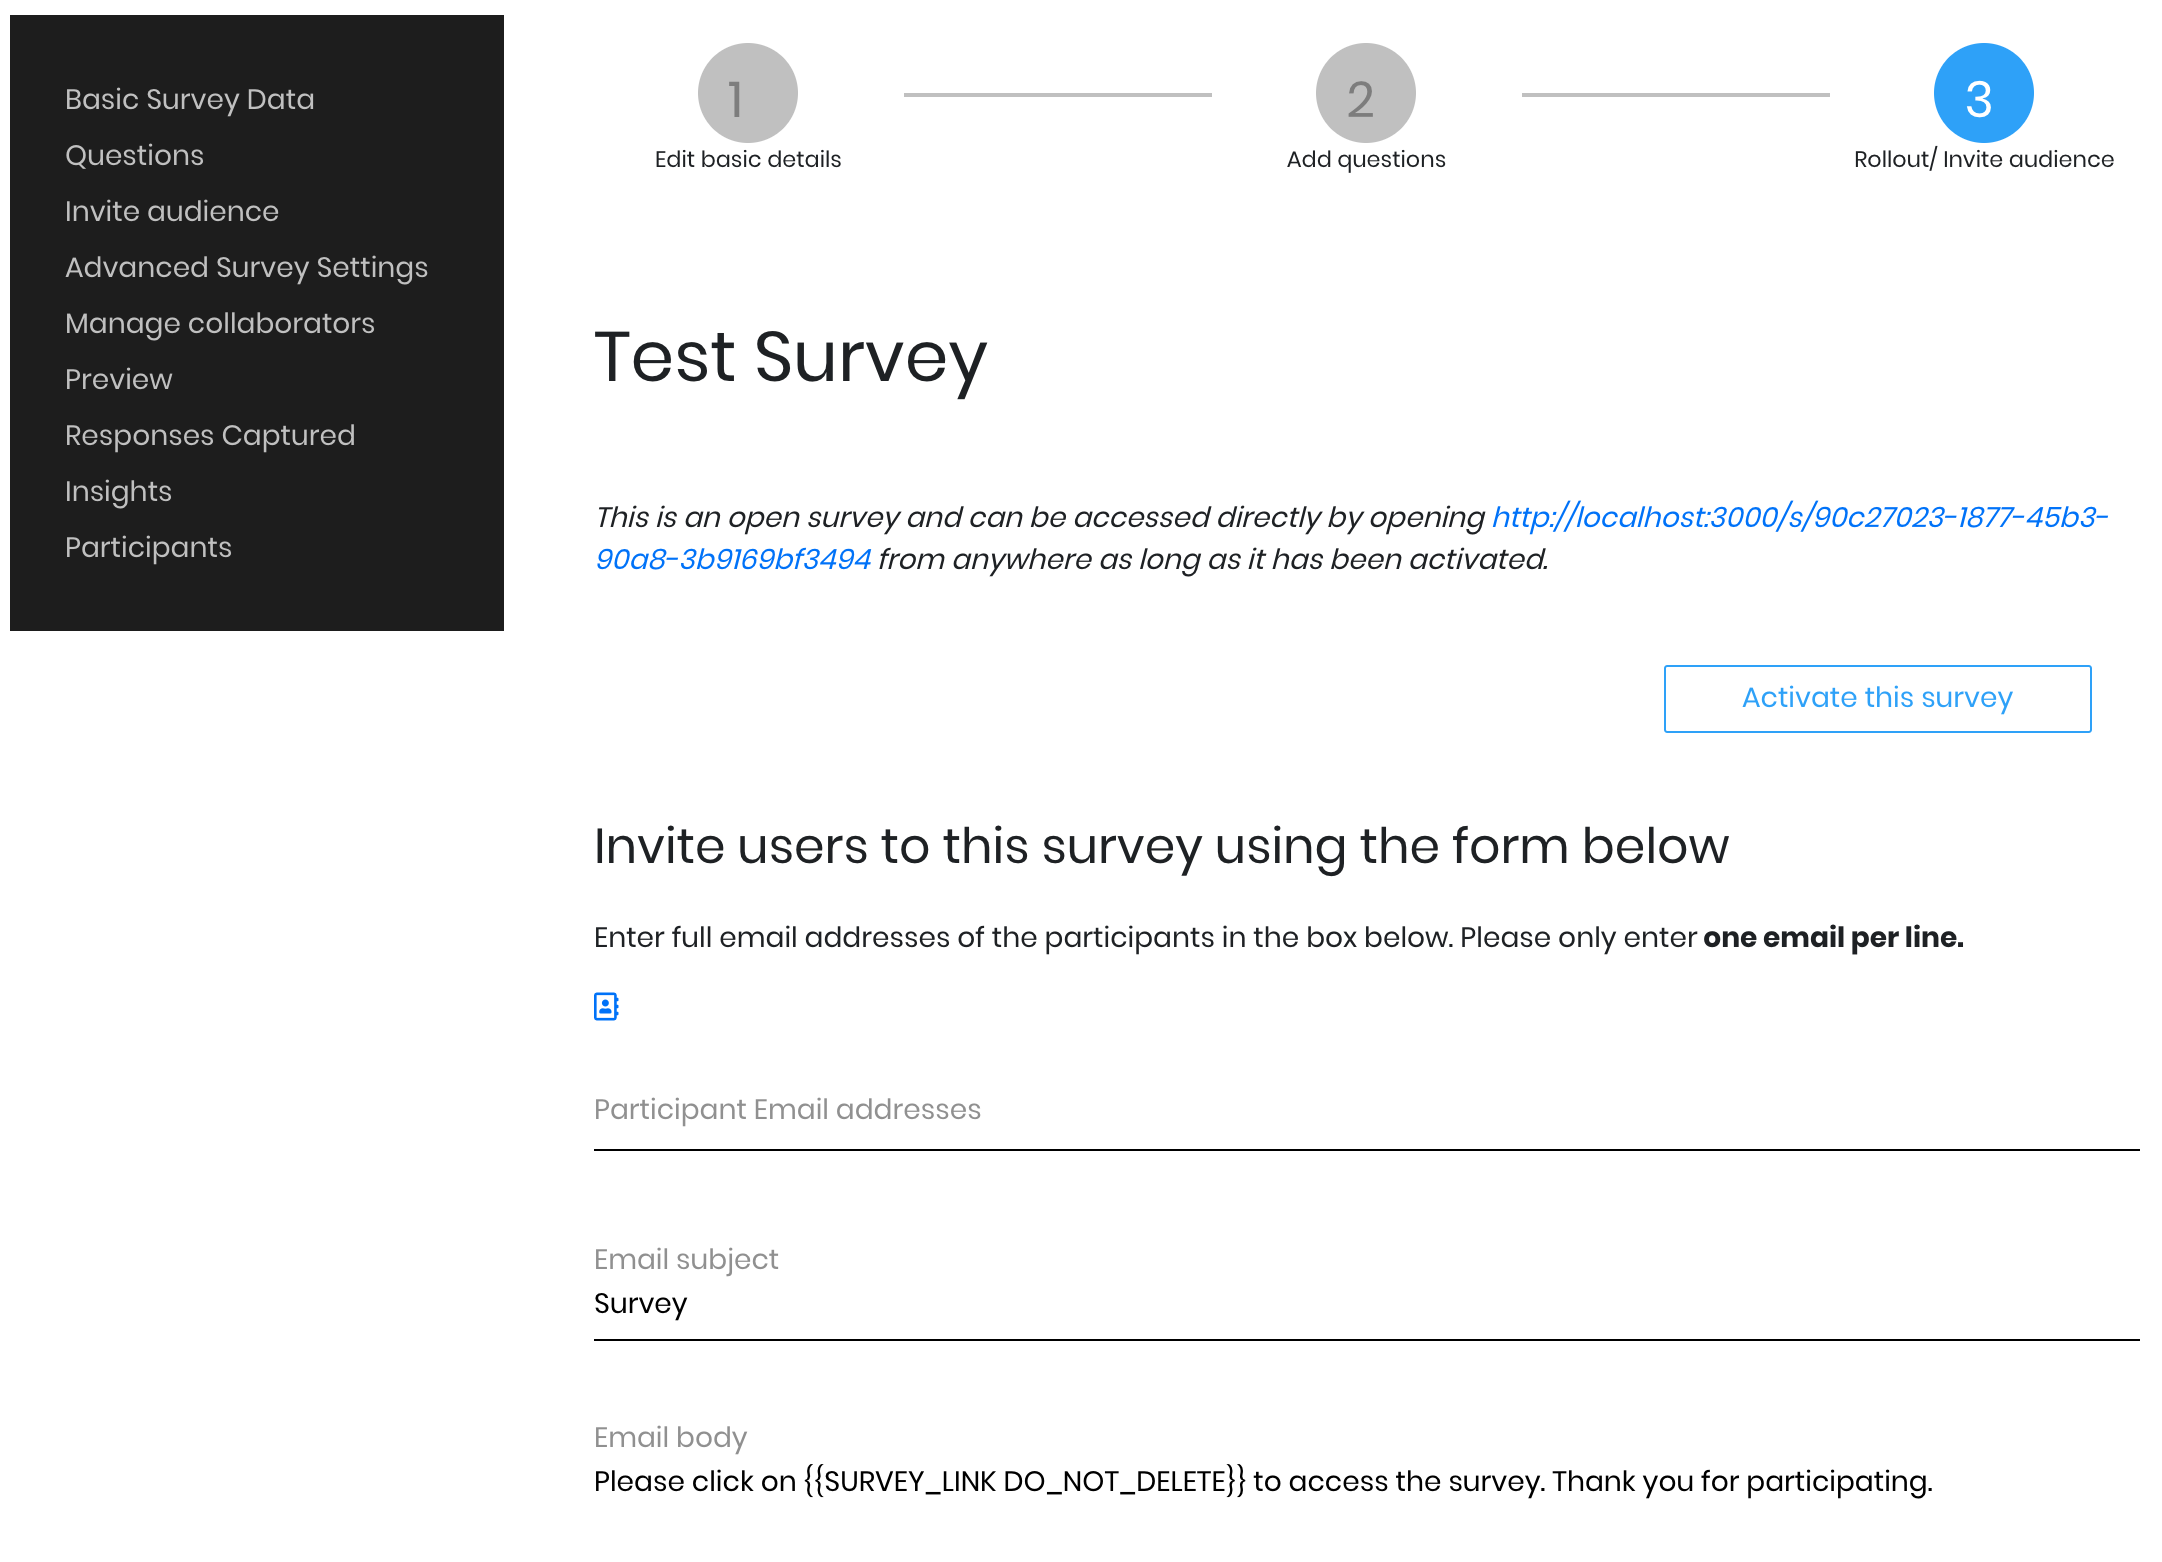 Basic Survey Data
Questions
Invite audience
Advanced Survey Settings
Manage collaborators
Preview
Responses Captured
Insights
Participants
1
Edit basic details
2
Add questions
3
Rollout/ Invite audience
Test Survey
This is an open survey and can be accessed directly by opening http://localhost:3000/s/90c27023-1877-45b3-
90a8-3b9169bf3494 from anywhere as long as it has been activated.
Activate this survey
Invite users to this survey using the form below
Enter full email addresses of the participants in the box below. Please only enter one email per line.
Participant Email addresses
Email subject
Survey
Email body
Please click on {{SURVEY_LINK DO_NOT_DELETE}} to access the survey. Thank you for participating.